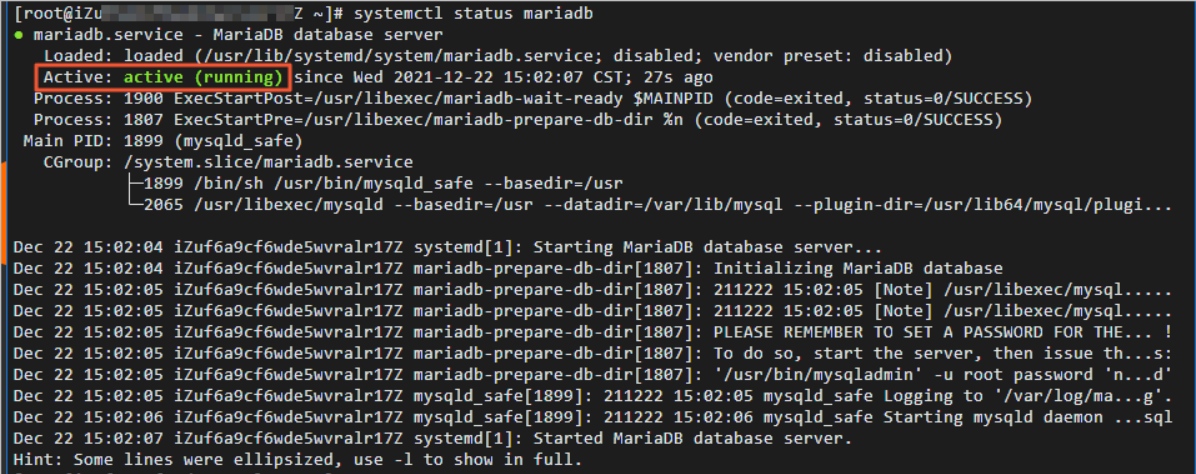 [root@iZu Z ~]# systemctl status mariadb
● mariadb.service - MariaDB database server
Loaded: loaded (/usr/lib/systemd/system/mariadb.service; disabled; vendor preset: disabled)
Active: active (running) since Wed 2021-12-22 15:02:07 CST; 27s ago
Process: 1900 ExecStartPost=/usr/libexec/mariadb-wait-ready $MAINPID (code=exited, status=0/SUCCESS)
Process: 1807 ExecStartPre=/usr/libexec/mariadb-prepare-db-dir %n (code=exited, status=0/SUCCESS)
Main PID: 1899 (mysqld_safe)
CGroup: /system.slice/mariadb.service
├─1899 /bin/sh /usr/bin/mysqld_safe --basedir=/usr
└─2065 /usr/libexec/mysqld --basedir=/usr --datadir=/var/lib/mysql --plugin-dir=/usr/lib64/mysql/plugi...
Dec 22 15:02:04 iZuf6a9cf6wde5wvralr17Z systemd[1]: Starting MariaDB database server...
Dec 22 15:02:04 iZuf6a9cf6wde5wvralr17Z mariadb-prepare-db-dir[1807]: Initializing MariaDB database
Dec 22 15:02:05 iZuf6a9cf6wde5wvralr17Z mariadb-prepare-db-dir[1807]: 211222 15:02:05 [Note] /usr/libexec/mysql.....
Dec 22 15:02:05 iZuf6a9cf6wde5wvralr17Z mariadb-prepare-db-dir[1807]: 211222 15:02:05 [Note] /usr/libexec/mysql.....
Dec 22 15:02:05 iZuf6a9cf6wde5wvralr17Z mariadb-prepare-db-dir[1807]: PLEASE REMEMBER TO SET A PASSWORD FOR THE... !
Dec 22 15:02:05 iZuf6a9cf6wde5wvralr17Z mariadb-prepare-db-dir[1807]: To do so, start the server, then issue th...s:
Dec 22 15:02:05 iZuf6a9cf6wde5wvralr17Z mariadb-prepare-db-dir[1807]: '/usr/bin/mysqladmin' -u root password 'n...d'
Dec 22 15:02:05 iZuf6a9cf6wde5wvralr17Z mysqld_safe[1899]: 211222 15:02:05 mysqld_safe Logging to '/var/log/ma...g'.
Dec 22 15:02:06 iZuf6a9cf6wde5wvralr17Z mysqld_safe[1899]: 211222 15:02:06 mysqld_safe Starting mysqld daemon ...sql
Dec 22 15:02:07 iZuf6a9cf6wde5wvralr17Z systemd[1]: Started MariaDB database server.
Hint: Some lines were ellipsized, use -l to show in full.